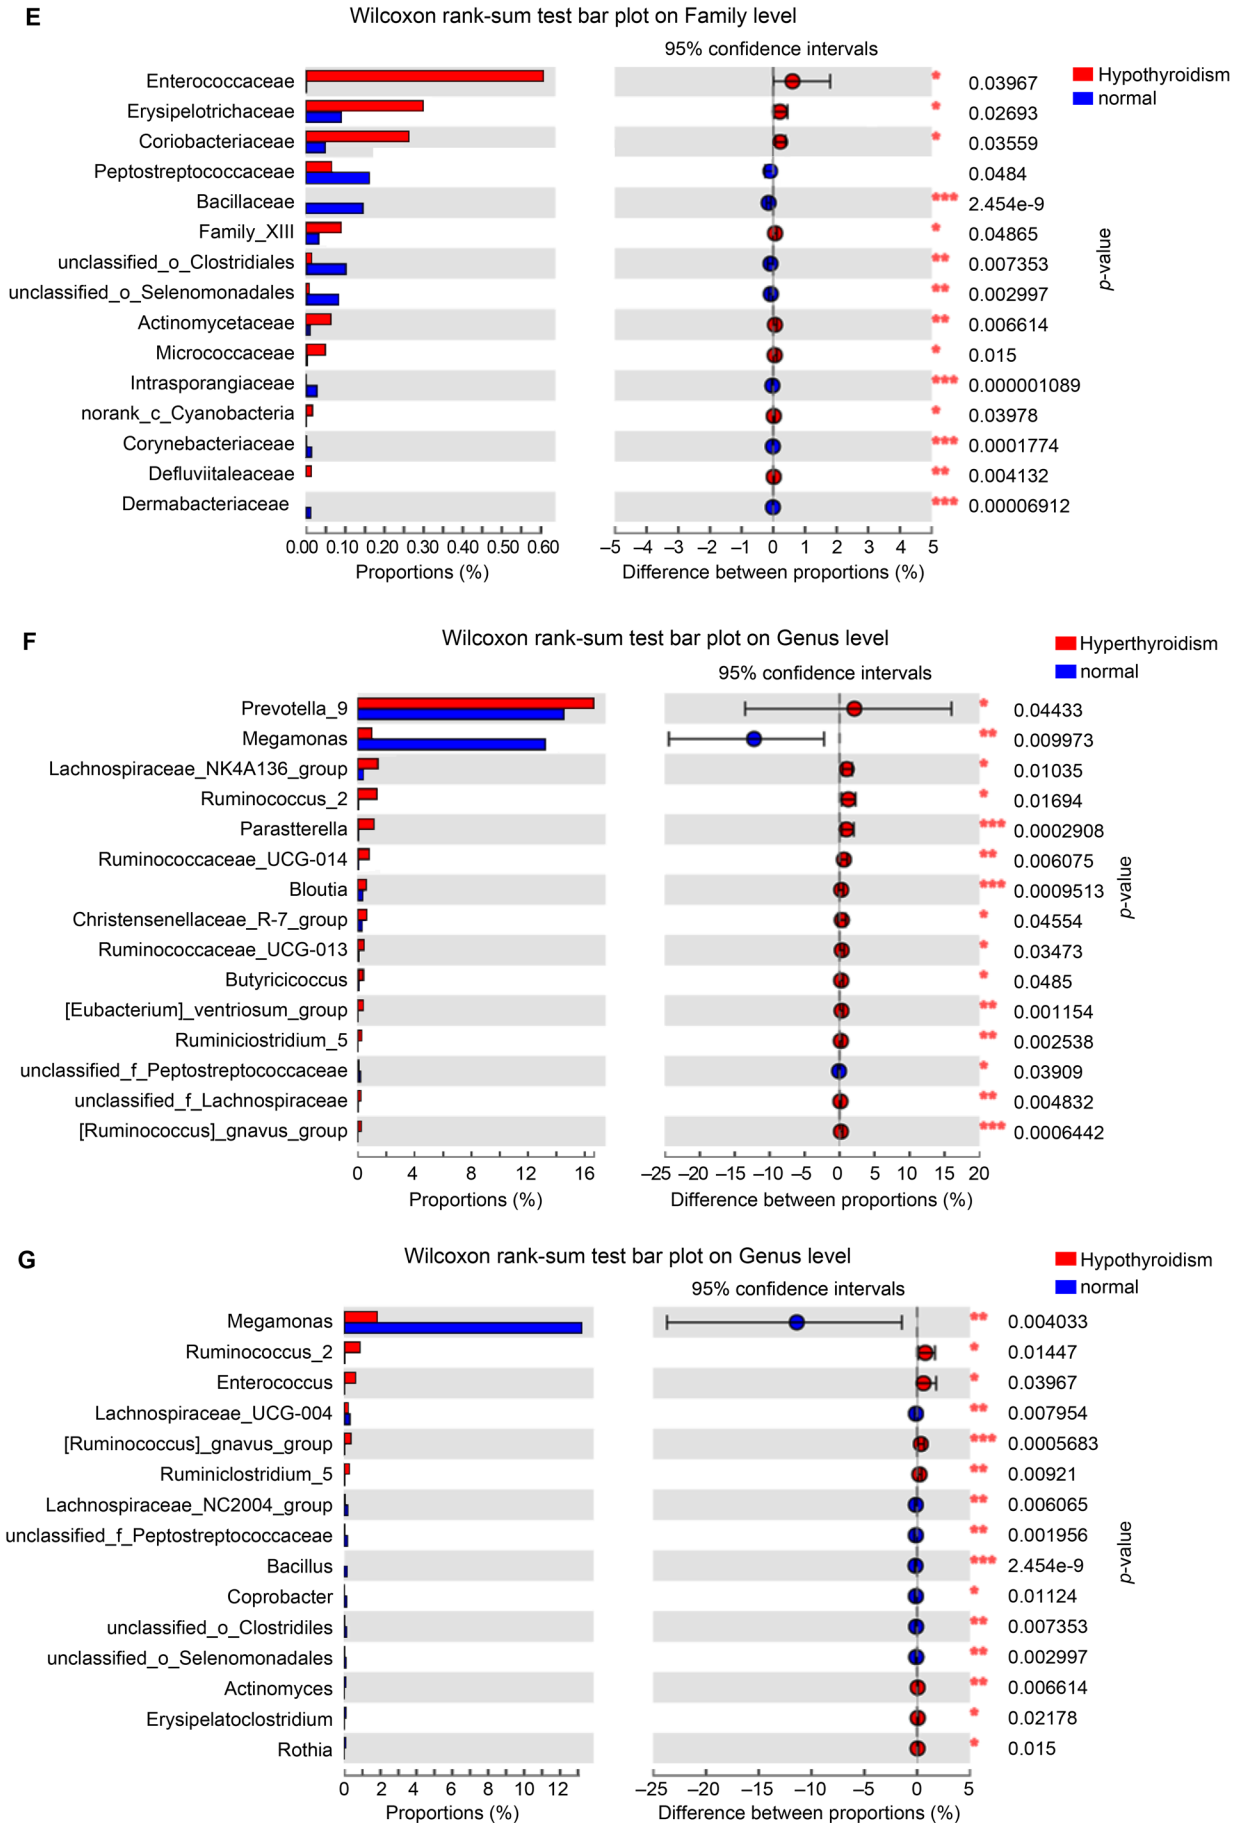 E
Wilcoxon rank-sum test bar plot on Family level
95% confidence intervals
Hypothyroidism
normal
Enterococcaceae * 0.03967
Erysipelotrichaceae * 0.02693
Coriobacteriaceae * 0.03559
Peptostreptococcaceae 0.0484
Bacillaceae *** 2.454e-9
Family_XIII * 0.04865
unclassified_o_Clostridiales ** 0.007353
unclassified_o_Selenomonadales ** 0.002997
Actinomycetaceae ** 0.006614
Micrococcaceae * 0.015
Intrasporangiaceae *** 0.000001089
norank_c_Cyanobacteria * 0.03978
Corynebacteriaceae *** 0.0001774
Defluviitaleaceae ** 0.004132
Dermabacteriaceae *** 0.00006912
p-value
0.00 0.10 0.20 0.30 0.40 0.50 0.60 –5 –4 –3 –2 –1 0 1 2 3 4 5
Proportions (%) Difference between proportions (%)
F
Wilcoxon rank-sum test bar plot on Genus level
95% confidence intervals
Hyperthyroidism
normal
Prevotella_9 * 0.04433
Megamonas ** 0.009973
Lachnospiraceae_NK4A136_group * 0.01035
Ruminococcus_2 * 0.01694
Parastterella *** 0.0002908
Ruminococcaceae_UCG-014 ** 0.006075
Bloutia *** 0.0009513
Christensenellaceae_R-7_group * 0.04554
Ruminococcaceae_UCG-013 * 0.03473
Butyricicoccus * 0.0485
[Eubacterium]_ventriosum_group ** 0.001154
Ruminiciostridium_5 ** 0.002538
unclassified_f_Peptostreptococcaceae * 0.03909
unclassified_f_Lachnospiraceae ** 0.004832
[Ruminococcus]_gnavus_group *** 0.0006442
p-value
0 4 8 12 16 –25 –20 –15 –10 –5 0 5 10 15 20
Proportions (%) Difference between proportions (%)
G
Wilcoxon rank-sum test bar plot on Genus level
95% confidence intervals
Hypothyroidism
normal
Megamonas ** 0.004033
Ruminococcus_2 * 0.01447
Enterococcus * 0.03967
Lachnospiraceae_UCG-004 ** 0.007954
[Ruminococcus]_gnavus_group *** 0.0005683
Ruminiclostridium_5 ** 0.00921
Lachnospiraceae_NC2004_group ** 0.006065
unclassified_f_Peptostreptococcaceae ** 0.001956
Bacillus *** 2.454e-9
Coprobacter * 0.01124
unclassified_o_Clostridiles ** 0.007353
unclassified_o_Selenomonadales ** 0.002997
Actinomyces ** 0.006614
Erysipelatoclostridium * 0.02178
Rothia * 0.015
p-value
0 2 4 6 8 10 12 –25 –20 –15 –10 –5 0 5
Proportions (%) Difference between proportions (%)